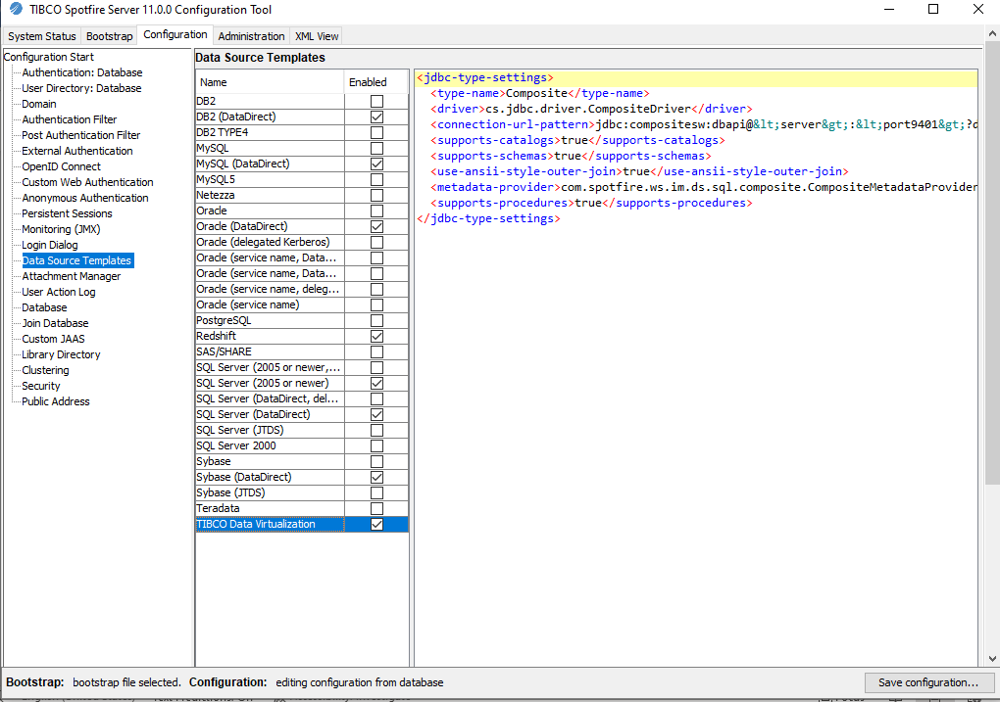 TIBCO Spotfire Server 11.0.0 Configuration Tool
System Status Bootstrap Configuration Administration XML View
Configuration Start
Authentication: Database
User Directory: Database
Domain
Authentication Filter
Post Authentication Filter
External Authentication
OpenID Connect
Custom Web Authentication
Anonymous Authentication
Persistent Sessions
Monitoring (JMX)
Login Dialog
Data Source Templates
Attachment Manager
User Action Log
Database
Join Database
Custom JAAS
Library Directory
Clustering
Security
Public Address
Data Source Templates
Name Enabled
DB2
DB2 (DataDirect)
DB2 TYPE4
MySQL
MySQL (DataDirect)
MySQL5
Netezza
Oracle
Oracle (DataDirect)
Oracle (delegated Kerberos)
Oracle (service name, Data...
Oracle (service name, Data...
Oracle (service name, deleg...
Oracle (service name)
PostgreSQL
Redshift
SAS/SHARE
SQL Server (2005 or newer,...
SQL Server (2005 or newer)
SQL Server (DataDirect, del...
SQL Server (DataDirect)
SQL Server (JTDS)
SQL Server 2000
Sybase
Sybase (DataDirect)
Sybase (JTDS)
Teradata
TIBCO Data Virtualization
<jdbc-type-settings>
<type-name>Composite</type-name>
<driver>cs.jdbc.driver.CompositeDriver</driver>
<connection-url-pattern>jdbc:compositesw:dbapi@&lt;server&gt;:&lt;port9401&gt;?d
<supports-catalogs>true</supports-catalogs>
<supports-schemas>true</supports-schemas>
<use-ansii-style-outer-join>true</use-ansii-style-outer-join>
<metadata-provider>com.spotfire.ws.im.ds.sql.composite.CompositeMetadataProvider
<supports-procedures>true</supports-procedures>
</jdbc-type-settings>
Bootstrap: bootstrap file selected. Configuration: editing configuration from database
Save configuration...